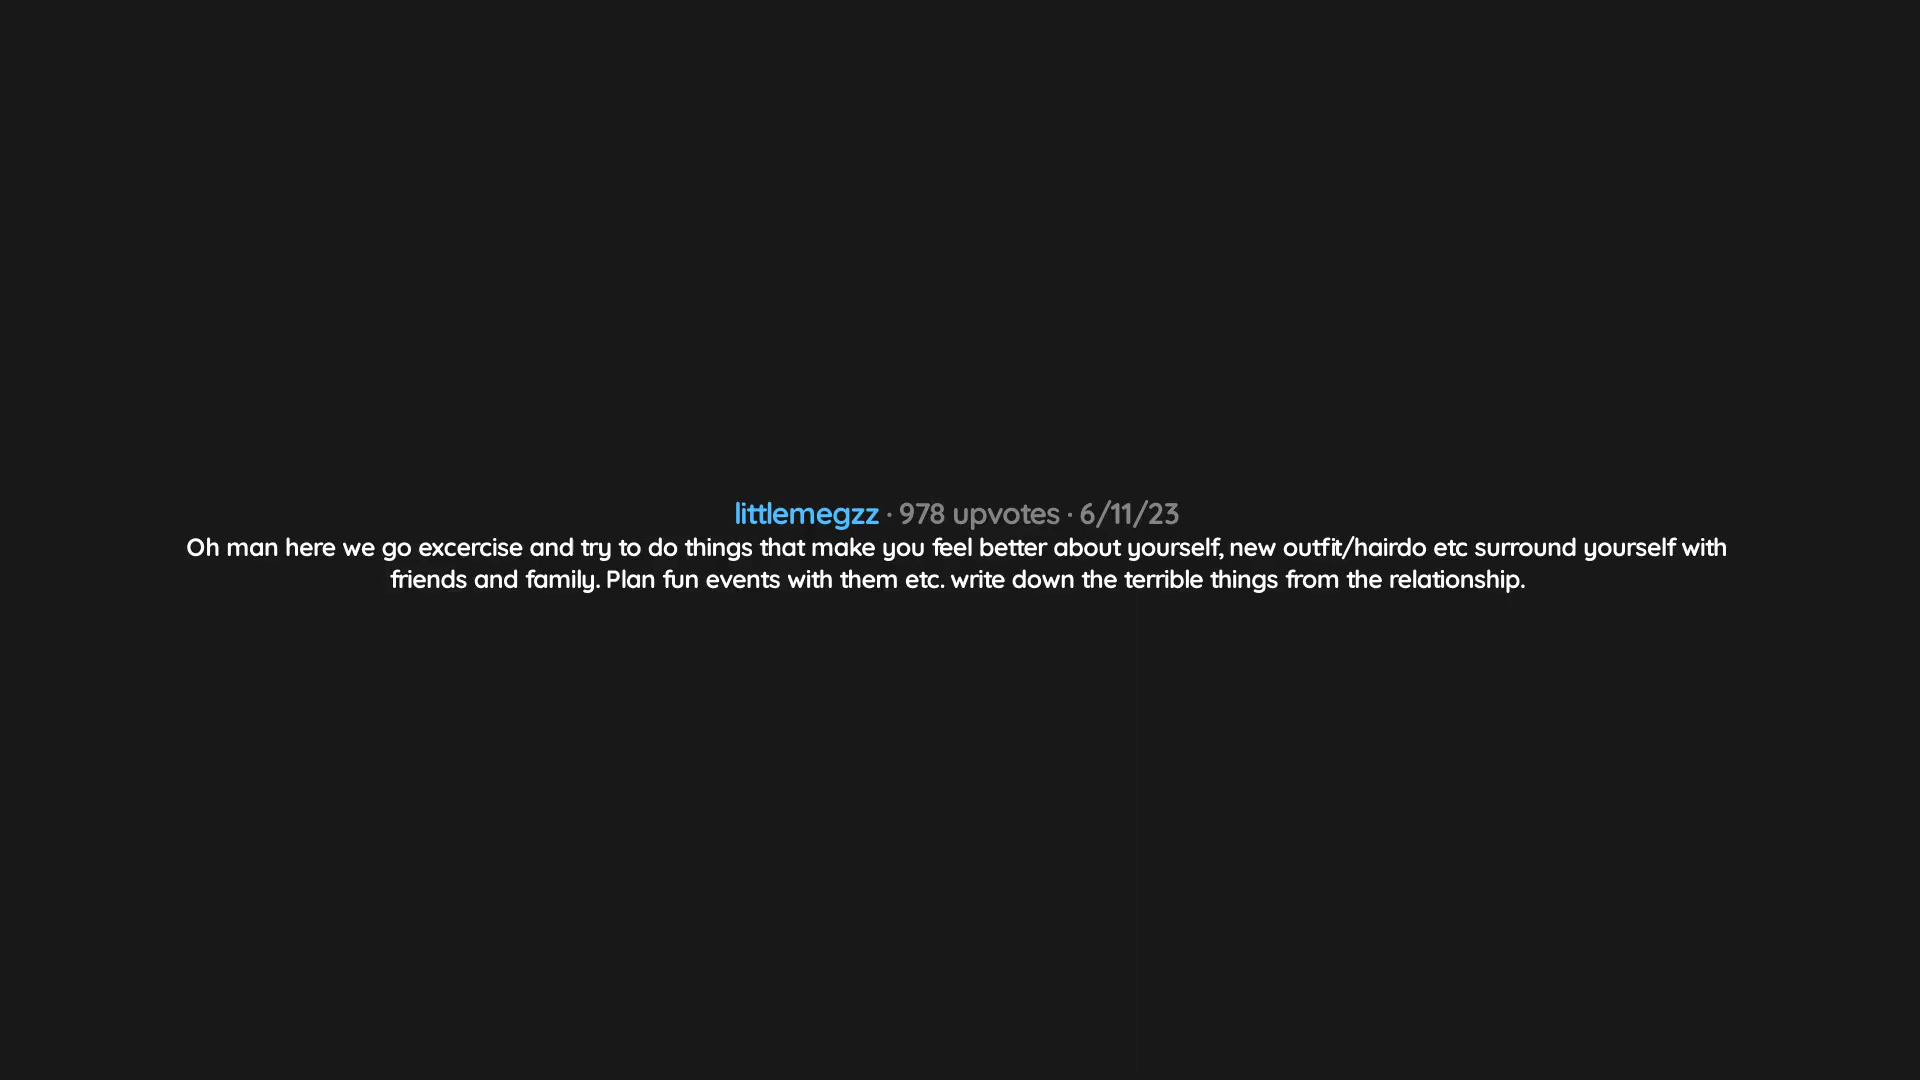 littlemegzz · 978 upvotes · 6/11/23
Oh man here we go excercise and try to do things that make you feel better about yourself, new outfit/hairdo etc surround yourself with
friends and family. Plan fun events with them etc. write down the terrible things from the relationship.